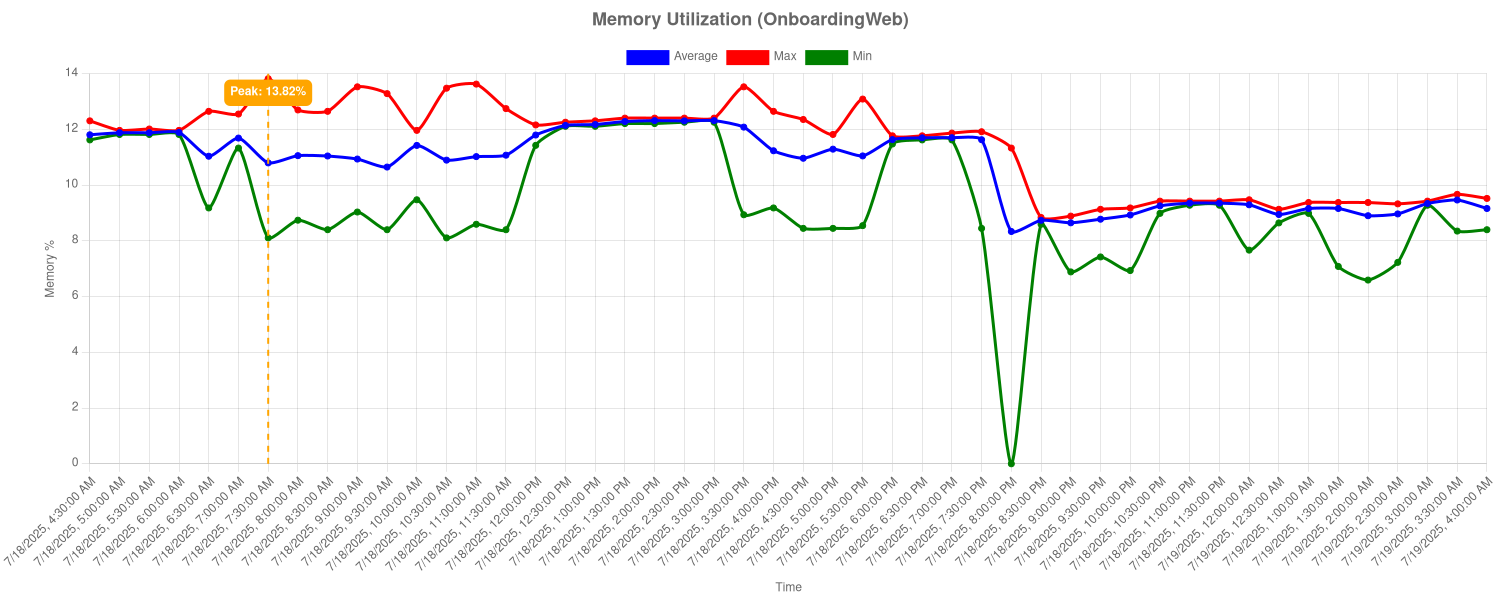 Memory Utilization (OnboardingWeb)
Average Max Min
Peak: 13.82%
14
12
10
8
6
4
2
0
Memory %
7/18/2025, 4:30:00 AM
7/18/2025, 5:00:00 AM
7/18/2025, 5:30:00 AM
7/18/2025, 6:00:00 AM
7/18/2025, 6:30:00 AM
7/18/2025, 7:00:00 AM
7/18/2025, 7:30:00 AM
7/18/2025, 8:00:00 AM
7/18/2025, 8:30:00 AM
7/18/2025, 9:00:00 AM
7/18/2025, 9:30:00 AM
7/18/2025, 10:00:00 AM
7/18/2025, 10:30:00 AM
7/18/2025, 11:00:00 AM
7/18/2025, 11:30:00 AM
7/18/2025, 12:00:00 PM
7/18/2025, 12:30:00 PM
7/18/2025, 1:00:00 PM
7/18/2025, 1:30:00 PM
7/18/2025, 2:00:00 PM
7/18/2025, 2:30:00 PM
7/18/2025, 3:00:00 PM
7/18/2025, 3:30:00 PM
7/18/2025, 4:00:00 PM
7/18/2025, 4:30:00 PM
7/18/2025, 5:00:00 PM
7/18/2025, 5:30:00 PM
7/18/2025, 6:00:00 PM
7/18/2025, 6:30:00 PM
7/18/2025, 7:00:00 PM
7/18/2025, 7:30:00 PM
7/18/2025, 8:00:00 PM
7/18/2025, 8:30:00 PM
7/18/2025, 9:00:00 PM
7/18/2025, 9:30:00 PM
7/18/2025, 10:00:00 PM
7/18/2025, 10:30:00 PM
7/18/2025, 11:00:00 PM
7/18/2025, 11:30:00 PM
7/19/2025, 12:00:00 AM
7/19/2025, 12:30:00 AM
7/19/2025, 1:00:00 AM
7/19/2025, 1:30:00 AM
7/19/2025, 2:00:00 AM
7/19/2025, 2:30:00 AM
7/19/2025, 3:00:00 AM
7/19/2025, 3:30:00 AM
7/19/2025, 4:00:00 AM
Time